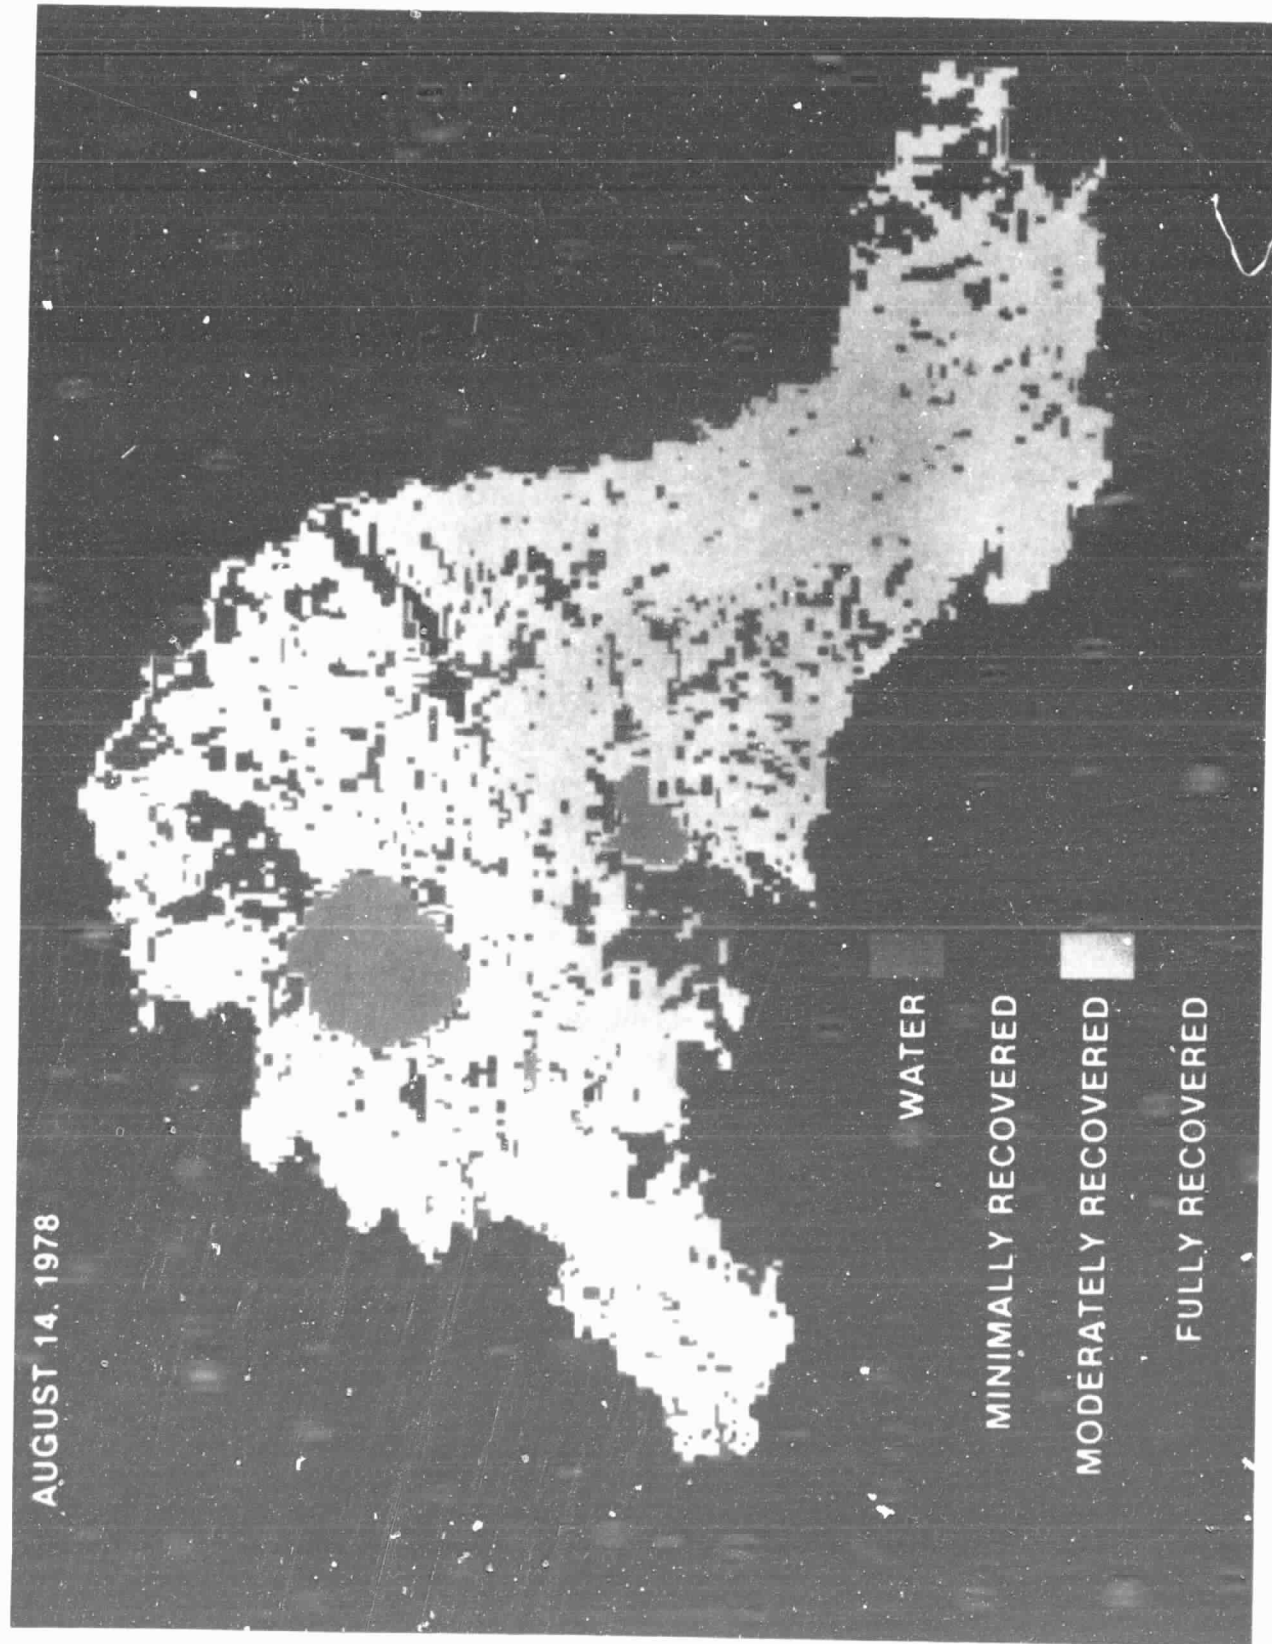 AUGUST 14. 1978
WATER
MINIMALLY RECOVERED
MODERATELY RECOVERED
FULLY RECOVERED